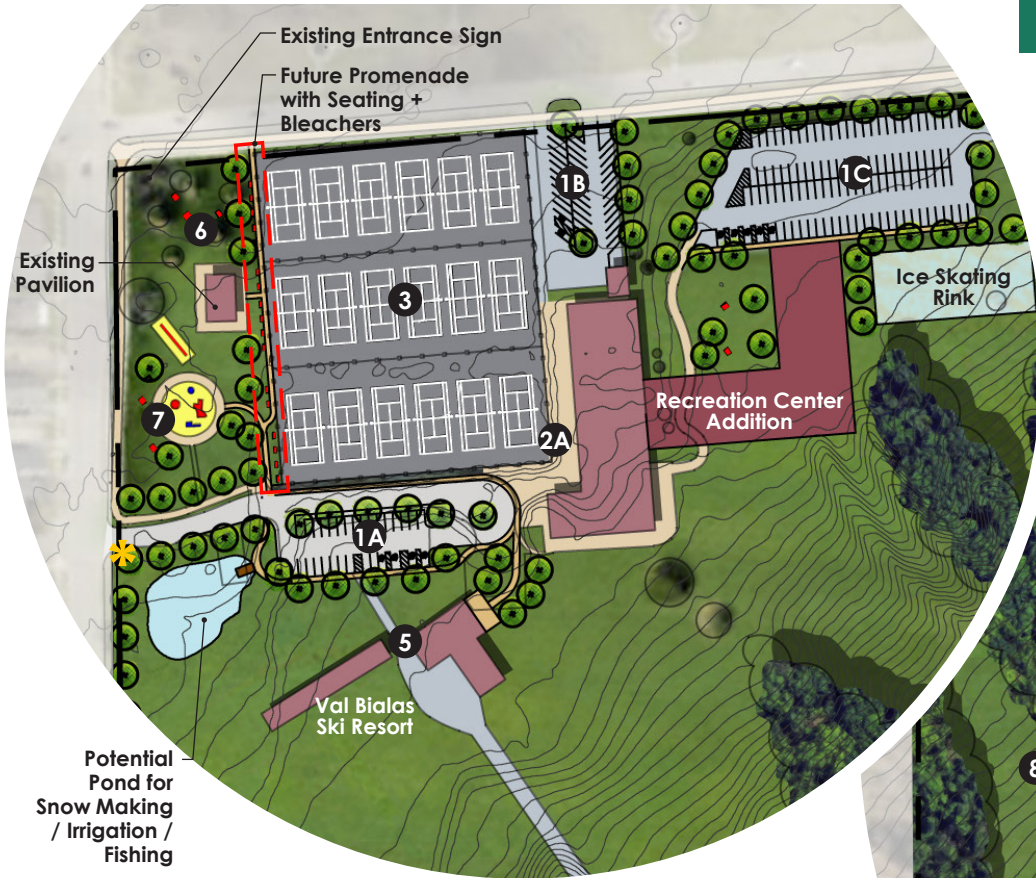 Existing Entrance Sign
Future Promenade
with Seating +
Bleachers
1B
1C
6
Existing
Pavilion
Ice Skating
Rink
3
7
Recreation Center
Addition
2A
1A
5
Val Bialas
Ski Resort
Potential
Pond for
Snow Making
/ Irrigation /
Fishing
8